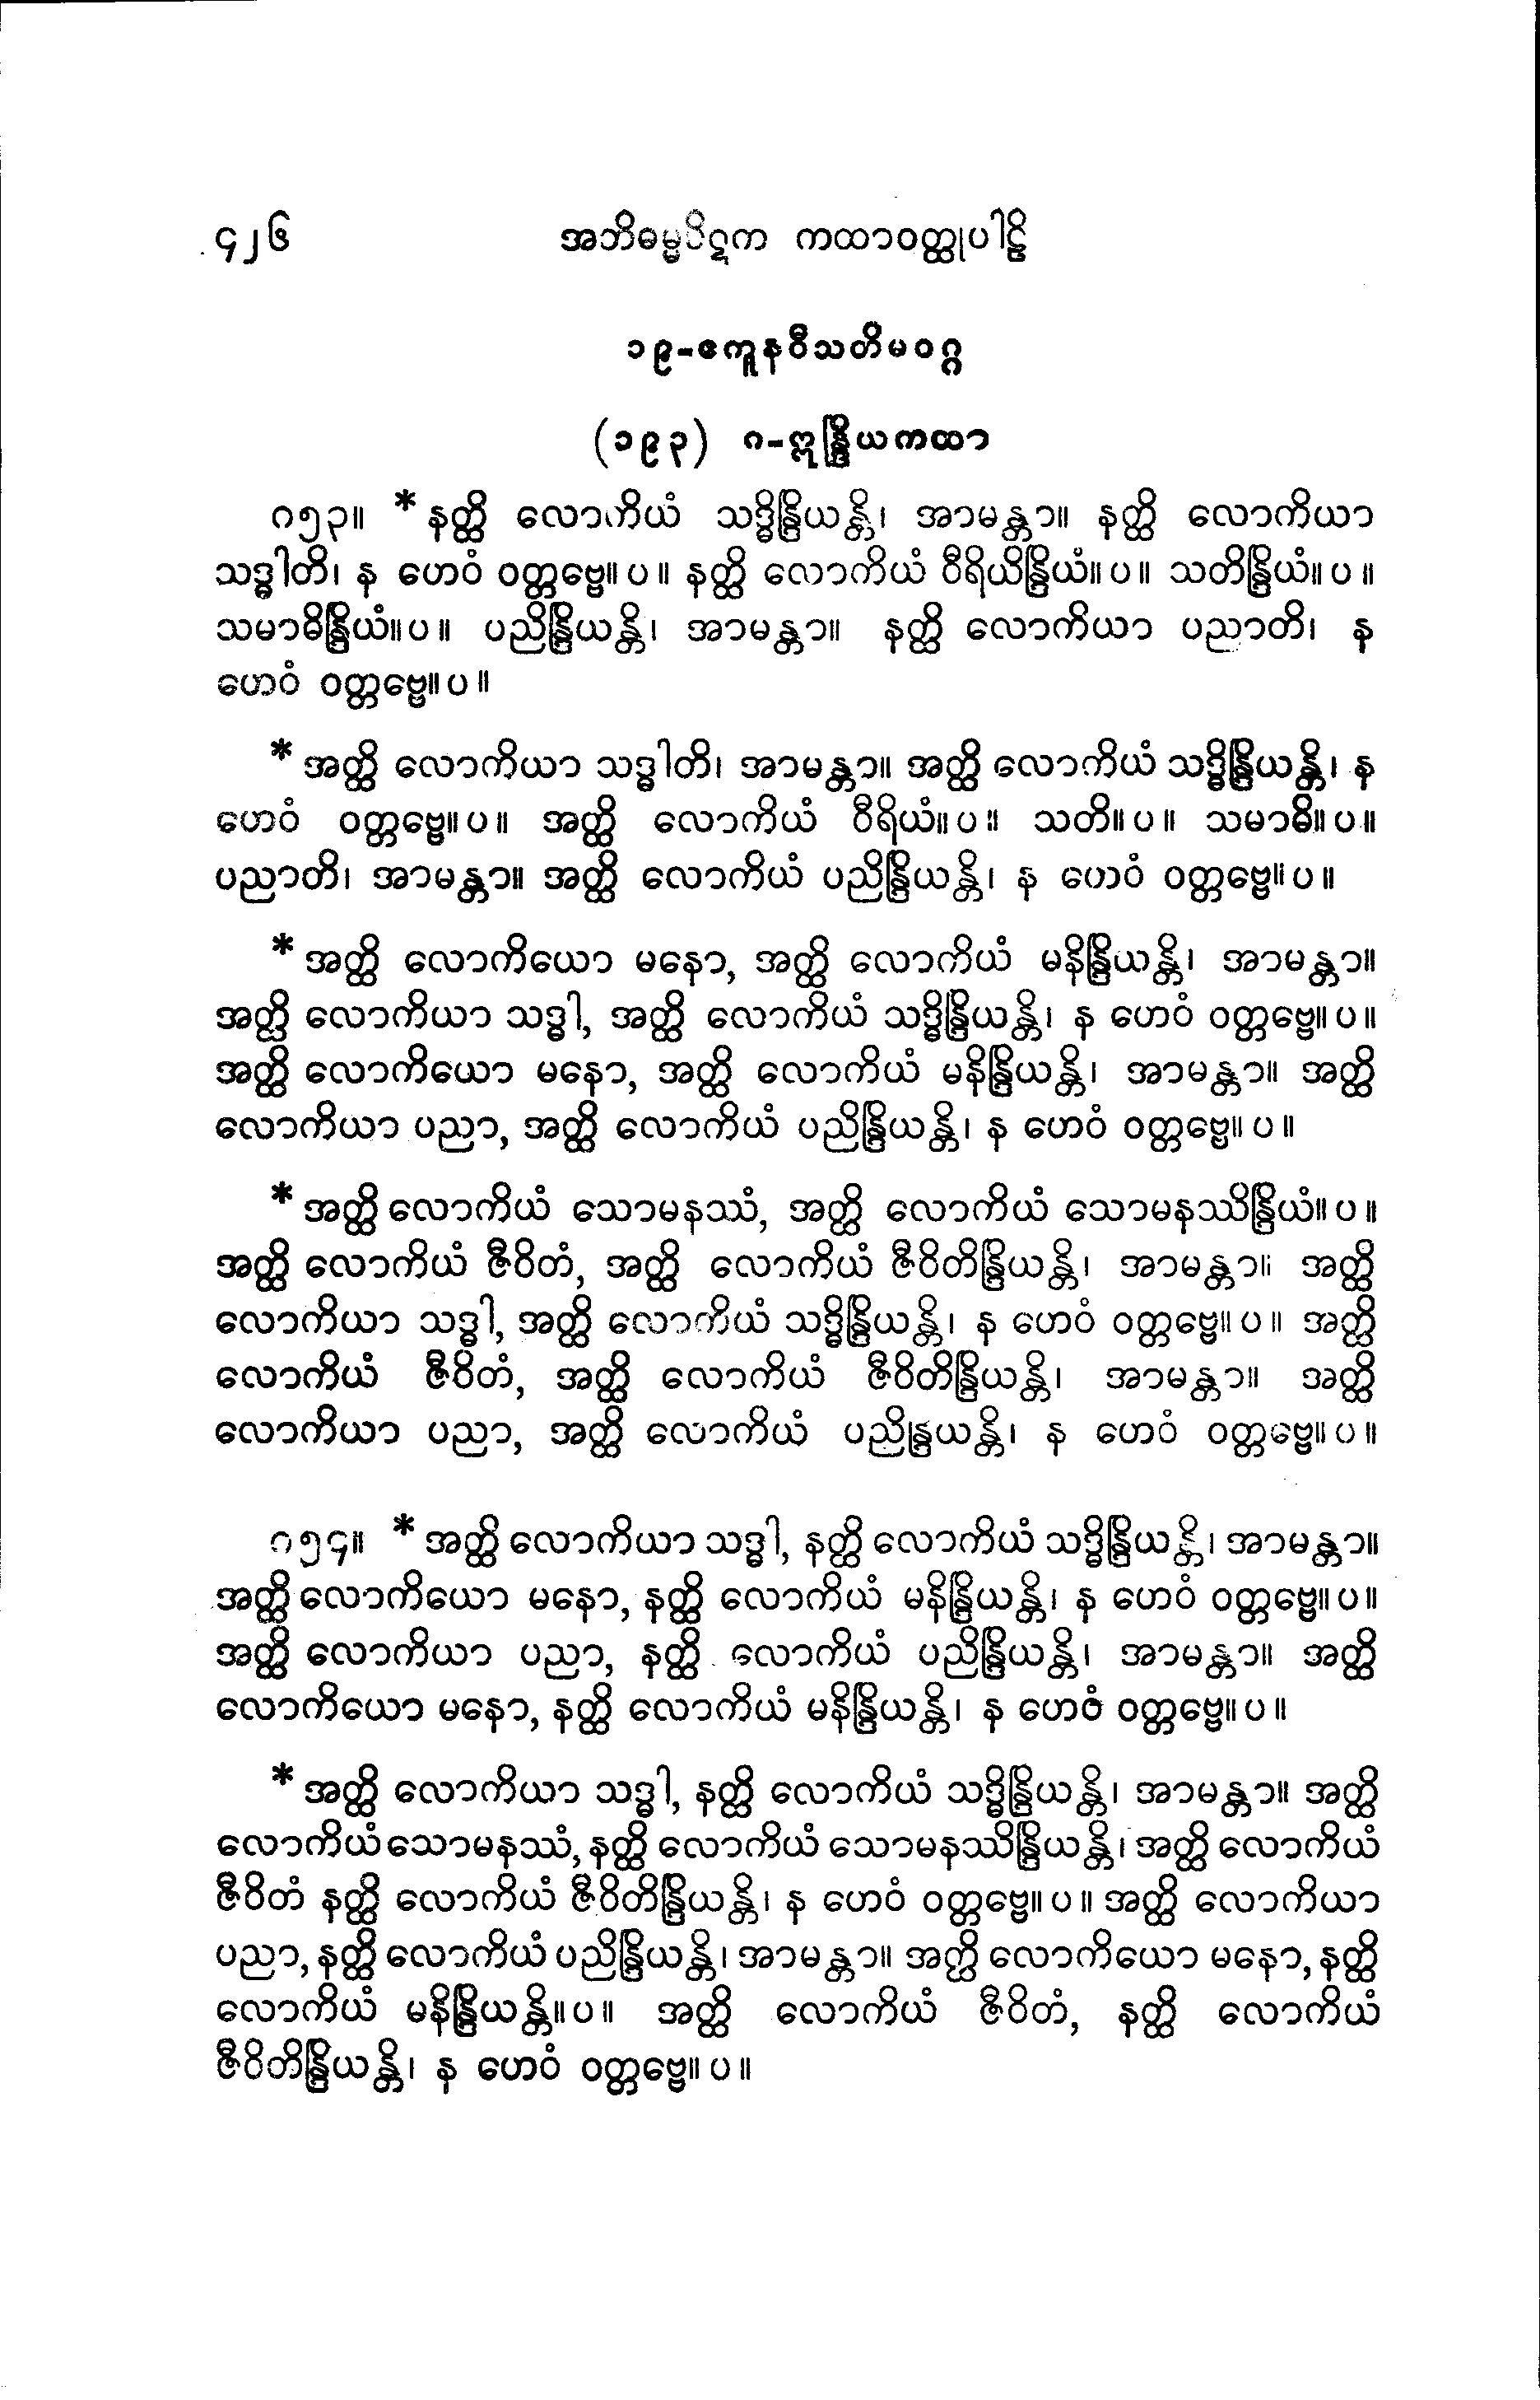 ၄၂၆ အဘိဓမ္မပိဋက ကထာဝတ္ထုပါဠိ
၁၉-ဧကူနဝီသတိမဝဂ္ဂ
(၁၉၃) ဂ-ဣန္ဒြိယကထာ
၈၅၃။ * နတ္ထိ လောကိယံ သဒ္ဓိန္ဒြိယန္တိ၊ အာမန္တာ။ နတ္ထိ လောကိယာ
သဒ္ဓါတိ၊ န ဟေဝံ ဝတ္တဗ္ဗေ။ ပ ။ နတ္ထိ လောကိယံ ဝီရိယိန္ဒြိယံ။ ပ ။ သတိန္ဒြိယံ။ ပ ။
သမာဓိန္ဒြိယံ။ ပ ။ ပညိန္ဒြိယန္တိ၊ အာမန္တာ။ နတ္ထိ လောကိယာ ပညာတိ၊ န
ဟေဝံ ဝတ္တဗ္ဗေ။ ပ ။
* အတ္ထိ လောကိယာ သဒ္ဓါတိ၊ အာမန္တာ။ အတ္ထိ လောကိယံ သဒ္ဓိန္ဒြိယန္တိ၊ န
ဟေဝံ ဝတ္တဗ္ဗေ။ ပ ။ အတ္ထိ လောကိယံ ဝီရိယံ။ ပ ။ သတိ။ ပ ။ သမာဓိ။ ပ ။
ပညာတိ၊ အာမန္တာ။ အတ္ထိ လောကိယံ ပညိန္ဒြိယန္တိ၊ န ဟေဝံ ဝတ္တဗ္ဗေ။ ပ ။
* အတ္ထိ လောကိယော မနော, အတ္ထိ လောကိယံ မနိန္ဒြိယန္တိ၊ အာမန္တာ။
အတ္ထိ လောကိယာ သဒ္ဓါ, အတ္ထိ လောကိယံ သဒ္ဓိန္ဒြိယန္တိ၊ န ဟေဝံ ဝတ္တဗ္ဗေ။ ပ ။
အတ္ထိ လောကိယော မနော, အတ္ထိ လောကိယံ မနိန္ဒြိယန္တိ၊ အာမန္တာ။ အတ္ထိ
လောကိယာ ပညာ, အတ္ထိ လောကိယံ ပညိန္ဒြိယန္တိ၊ န ဟေဝံ ဝတ္တဗ္ဗေ။ ပ ။
* အတ္ထိ လောကိယံ သောမနဿံ, အတ္ထိ လောကိယံ သောမနဿိန္ဒြိယံ။ ပ ။
အတ္ထိ လောကိယံ ဇီဝိတံ, အတ္ထိ လောကိယံ ဇီဝိတိန္ဒြိယန္တိ၊ အာမန္တာ။ အတ္ထိ
လောကိယာ သဒ္ဓါ, အတ္ထိ လောကိယံ သဒ္ဓိန္ဒြိယန္တိ၊ န ဟေဝံ ဝတ္တဗ္ဗေ။ ပ ။ အတ္ထိ
လောကိယံ ဇီဝိတံ, အတ္ထိ လောကိယံ ဇီဝိတိန္ဒြိယန္တိ၊ အာမန္တာ။ အတ္ထိ
လောကိယာ ပညာ, အတ္ထိ လောကိယံ ပညိန္ဒြိယန္တိ၊ န ဟေဝံ ဝတ္တဗ္ဗေ။ ပ ။
၈၅၄။ * အတ္ထိ လောကိယာ သဒ္ဓါ, နတ္ထိ လောကိယံ သဒ္ဓိန္ဒြိယန္တိ၊ အာမန္တာ။
အတ္ထိ လောကိယော မနော, နတ္ထိ လောကိယံ မနိန္ဒြိယန္တိ၊ န ဟေဝံ ဝတ္တဗ္ဗေ။ ပ ။
အတ္ထိ လောကိယာ ပညာ, နတ္ထိ လောကိယံ ပညိန္ဒြိယန္တိ၊ အာမန္တာ။ အတ္ထိ
လောကိယော မနော, နတ္ထိ လောကိယံ မနိန္ဒြိယန္တိ၊ န ဟေဝံ ဝတ္တဗ္ဗေ။ ပ ။
* အတ္ထိ လောကိယာ သဒ္ဓါ, နတ္ထိ လောကိယံ သဒ္ဓိန္ဒြိယန္တိ၊ အာမန္တာ။ အတ္ထိ
လောကိယံ သောမနဿံ, နတ္ထိ လောကိယံ သောမနဿိန္ဒြိယန္တိ၊ အတ္ထိ လောကိယံ
ဇီဝိတံ နတ္ထိ လောကိယံ ဇီဝိတိန္ဒြိယန္တိ၊ န ဟေဝံ ဝတ္တဗ္ဗေ။ ပ ။ အတ္ထိ လောကိယာ
ပညာ, နတ္ထိ လောကိယံ ပညိန္ဒြိယန္တိ၊ အာမန္တာ။ အတ္ထိ လောကိယော မနော, နတ္ထိ
လောကိယံ မနိန္ဒြိယန္တိ။ ပ ။ အတ္ထိ လောကိယံ ဇီဝိတံ, နတ္ထိ လောကိယံ
ဇီဝိတိန္ဒြိယန္တိ၊ န ဟေဝံ ဝတ္တဗ္ဗေ။ ပ ။